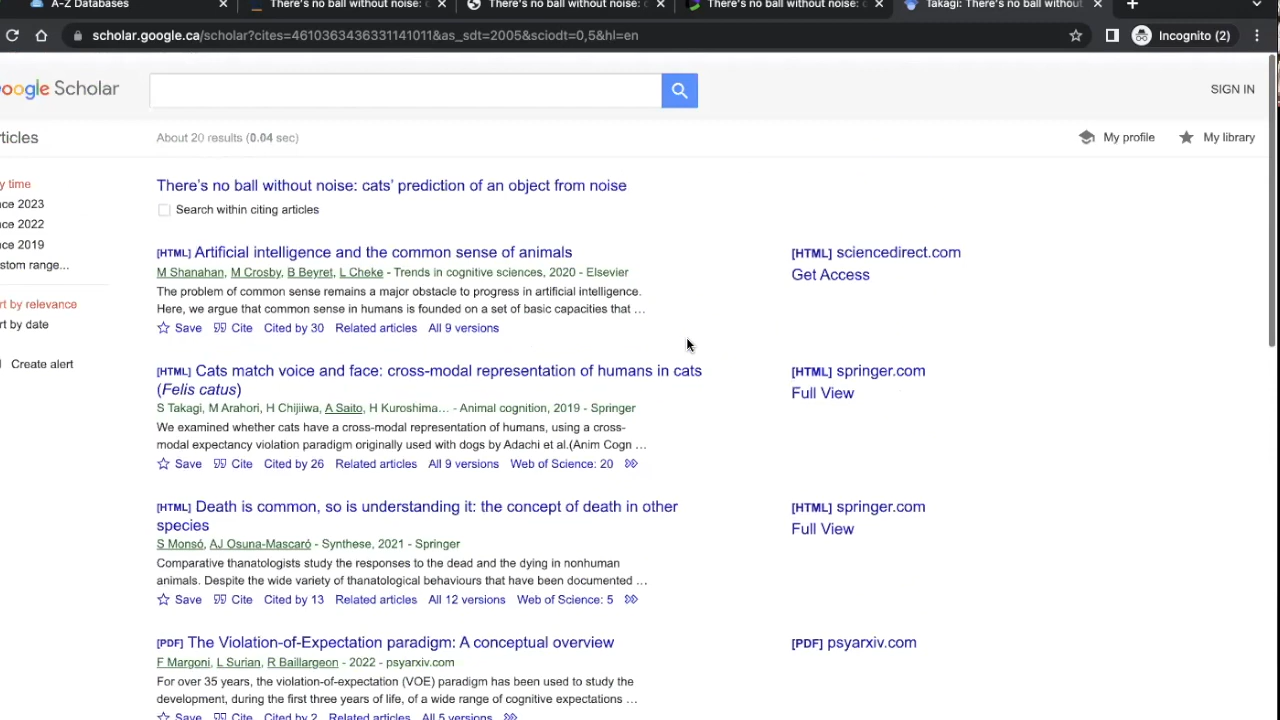 A-Z Databases
There's no ball without noise: c
There's no ball without noise: c
There's no ball without noise: c
Takagi: There's no ball without
scholar.google.ca/scholar?cites=4610363436331141011&as_sdt=2005&sciodt=0,5&hl=en
Incognito (2)
oogle Scholar
SIGN IN
rticles
About 20 results (0.04 sec)
My profile
My library
y time
nce 2023
nce 2022
nce 2019
stom range...
rt by relevance
rt by date
Create alert
There's no ball without noise: cats' prediction of an object from noise
Search within citing articles
[HTML] Artificial intelligence and the common sense of animals
M Shanahan, M Crosby, B Beyret, L Cheke - Trends in cognitive sciences, 2020 - Elsevier
The problem of common sense remains a major obstacle to progress in artificial intelligence.
Here, we argue that common sense in humans is founded on a set of basic capacities that ...
Save Cite Cited by 30 Related articles All 9 versions
[HTML] sciencedirect.com
Get Access
[HTML] Cats match voice and face: cross-modal representation of humans in cats
(Felis catus)
S Takagi, M Arahori, H Chijiiwa, A Saito, H Kuroshima... - Animal cognition, 2019 - Springer
We examined whether cats have a cross-modal representation of humans, using a cross-
modal expectancy violation paradigm originally used with dogs by Adachi et al.(Anim Cogn ...
Save Cite Cited by 26 Related articles All 9 versions Web of Science: 20
[HTML] springer.com
Full View
[HTML] Death is common, so is understanding it: the concept of death in other
species
S Monsó, AJ Osuna-Mascaró - Synthese, 2021 - Springer
Comparative thanatologists study the responses to the dead and the dying in nonhuman
animals. Despite the wide variety of thanatological behaviours that have been documented ...
Save Cite Cited by 13 Related articles All 12 versions Web of Science: 5
[HTML] springer.com
Full View
[PDF] The Violation-of-Expectation paradigm: A conceptual overview
F Margoni, L Surian, R Baillargeon - 2022 - psyarxiv.com
For over 35 years, the violation-of-expectation (VOE) paradigm has been used to study the
development, during the first three years of life, of a wide range of cognitive expectations ...
Save Cite Cited by 2 Related articles All 5 versions
[PDF] psyarxiv.com